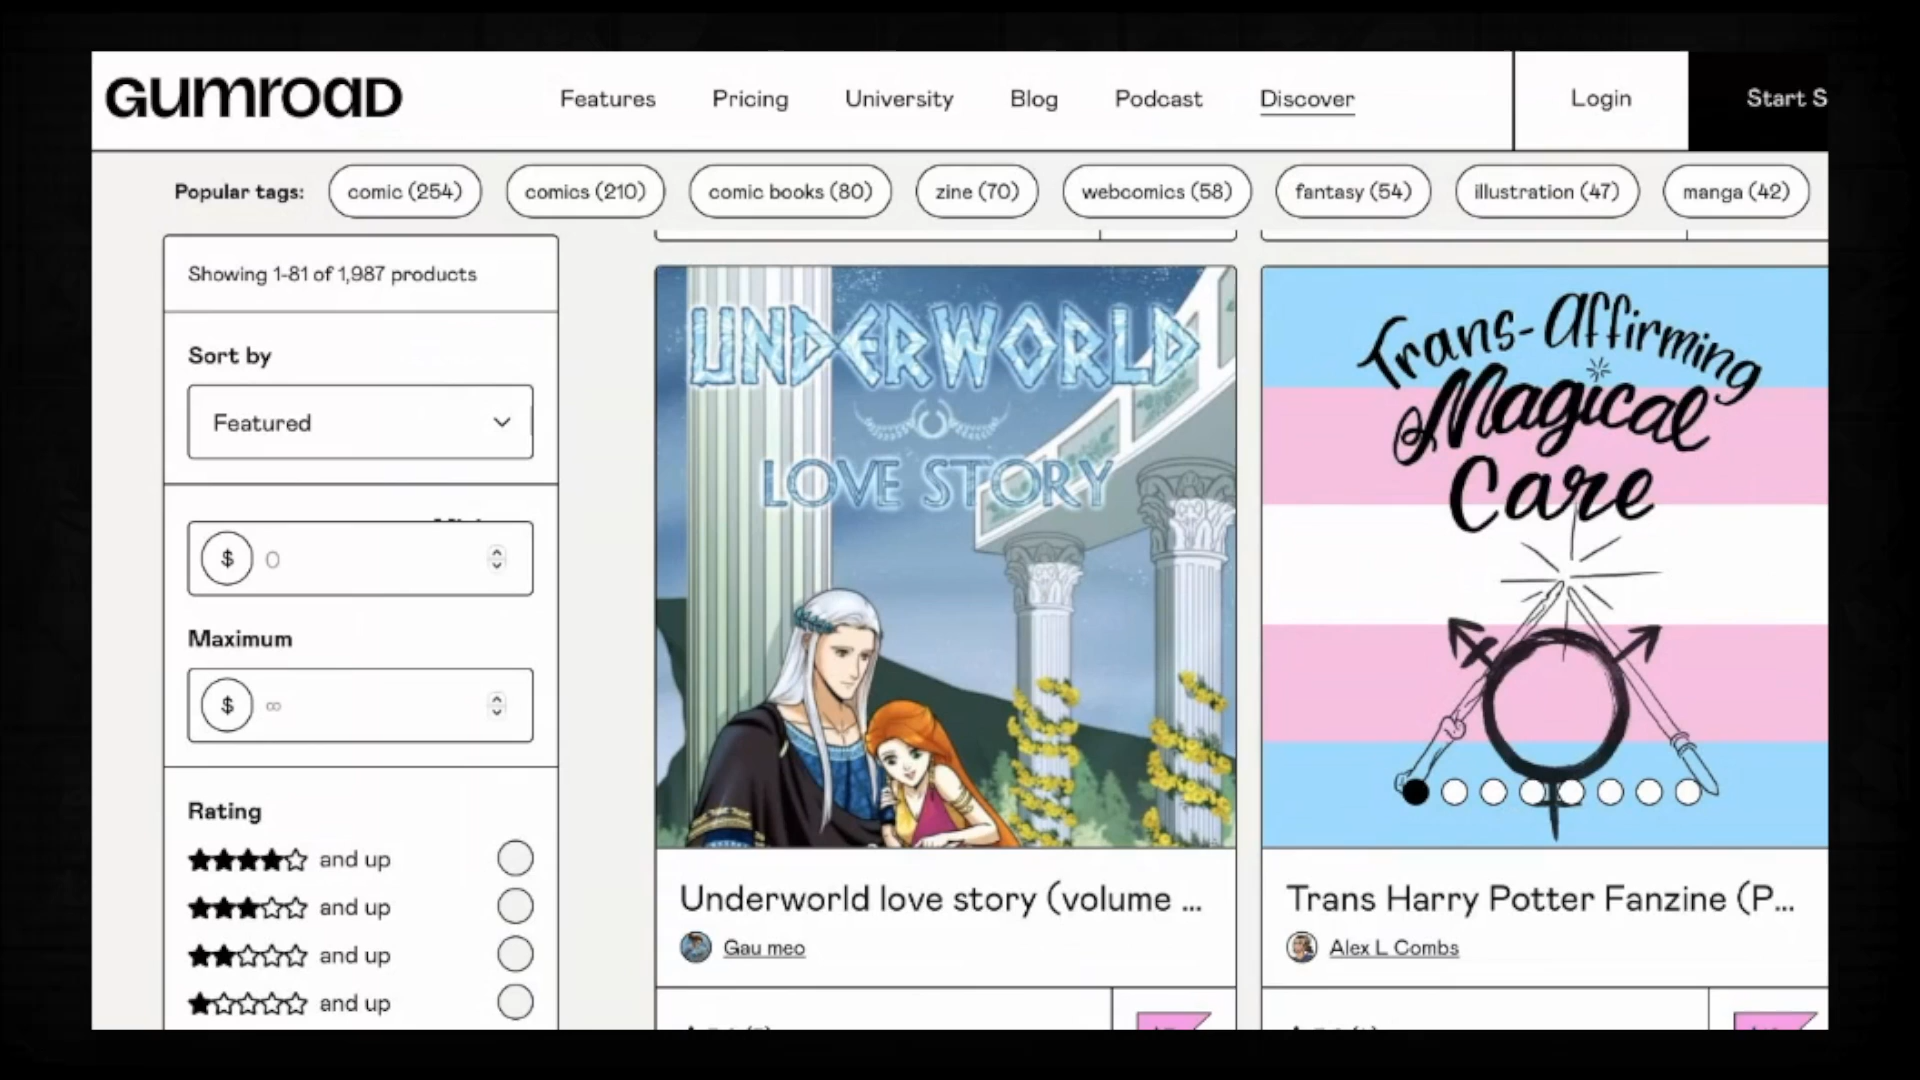 GUMROAD
Features Pricing University Blog Podcast Discover Login Start S
Popular tags: comic (254) comics (210) comic books (80) zine (70) webcomics (58) fantasy (54) illustration (47) manga (42)
Showing 1-81 of 1,987 products
Sort by
Featured
$ 0
Maximum
$ ∞
Rating
and up
and up
and up
and up
UNDERWORLD
LOVE STORY
Underworld love story (volume ...
Gau meo
Trans-Affirming
Magical
Care
Trans Harry Potter Fanzine (P...
Alex L Combs